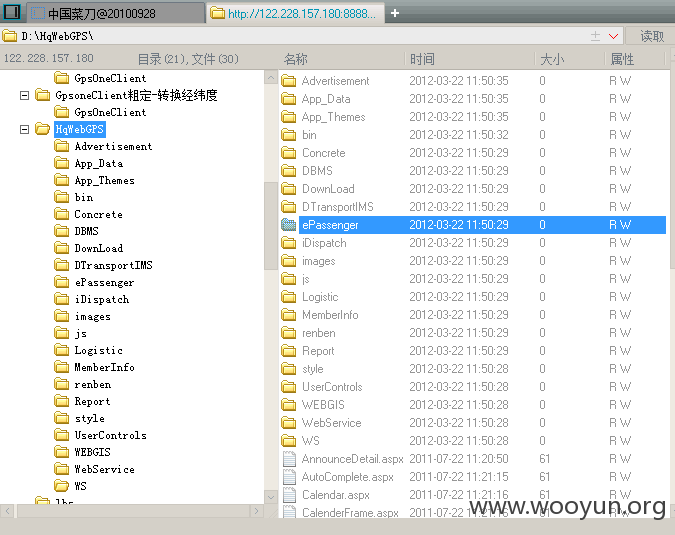 中国菜刀@20100928 http://122.228.157.180:8888... +
D:\HqWebGPS\ 读取
122.228.157.180 目录(21),文件(30) 名称 时间 大小 属性
GpsOneClient
GpsoneClient粗定-转换经纬度
GpsOneClient
HqWebGPS
Advertisement
App_Data
App_Themes
bin
Concrete
DBMS
DownLoad
DTransportIMS
ePassenger
iDispatch
images
js
Logistic
MemberInfo
renben
Report
style
UserControls
WEBGIS
WebService
WS
lbs
Advertisement 2012-03-22 11:50:35 0 R W
App_Data 2012-03-22 11:50:35 0 R W
App_Themes 2012-03-22 11:50:35 0 R W
bin 2012-03-22 11:50:32 0 R W
Concrete 2012-03-22 11:50:29 0 R W
DBMS 2012-03-22 11:50:29 0 R W
DownLoad 2012-03-22 11:50:29 0 R W
DTransportIMS 2012-03-22 11:50:29 0 R W
ePassenger 2012-03-22 11:50:29 0 R W
iDispatch 2012-03-22 11:50:29 0 R W
images 2012-03-22 11:50:29 0 R W
js 2012-03-22 11:50:29 0 R W
Logistic 2012-03-22 11:50:29 0 R W
MemberInfo 2012-03-22 11:50:29 0 R W
renben 2012-03-22 11:50:29 0 R W
Report 2012-03-22 11:50:29 0 R W
style 2012-03-22 11:50:28 0 R W
UserControls 2012-03-22 11:50:28 0 R W
WEBGIS 2012-03-22 11:50:28 0 R W
WebService 2012-03-22 11:50:28 0 R W
WS 2012-03-22 11:50:28 0 R W
AnnounceDetail.aspx 2011-07-22 11:20:50 61 R W
AutoComplete.aspx 2011-07-22 11:21:15 61 R W
Calendar.aspx 2011-07-22 11:21:16 61 R W
CalenderFrame.aspx 2011-07-22 11:21:16 61 R W
www.wooyun.org